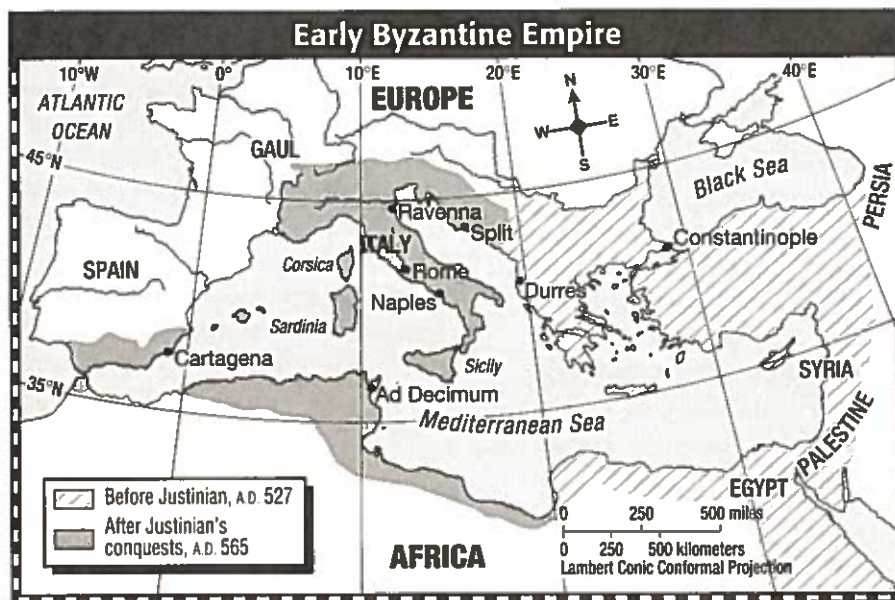 Early Byzantine Empire
10°W
0°
10°E
20°E
30°E
40°E
ATLANTIC
OCEAN
EUROPE
N
W
E
S
45°N
GAUL
Black Sea
PERSIA
Ravenna
Split
Constantinople
ITALY
SPAIN
Corsica
Rome
Durres
Naples
Sardinia
Cartagena
Sicily
SYRIA
35°N
Ad Decimum
Mediterranean Sea
PALESTINE
EGYPT
Before Justinian, A.D. 527
After Justinian's
conquests, A.D. 565
0 250 500 miles
0 250 500 kilometers
Lambert Conic Conformal Projection
AFRICA